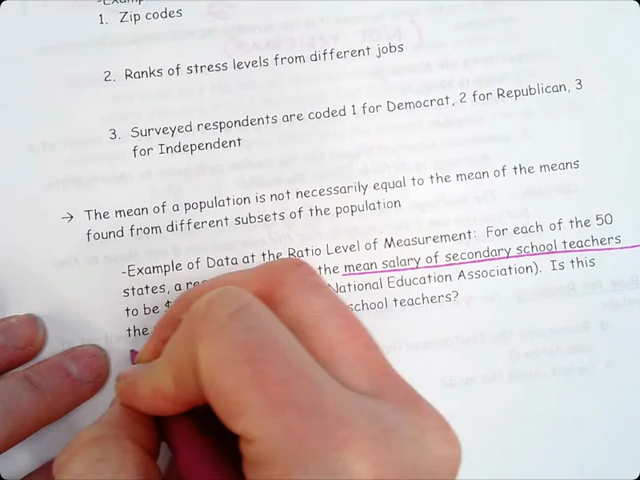 1. Zip codes
2. Ranks of stress levels from different jobs
3. Surveyed respondents are coded 1 for Democrat, 2 for Republican, 3
for Independent
→ The mean of a population is not necessarily equal to the mean of the means
found from different subsets of the population
-Example of Data at the Ratio Level of Measurement: For each of the 50
states, a the mean salary of secondary school teachers
to be $ National Education Association). Is this
the school teachers?